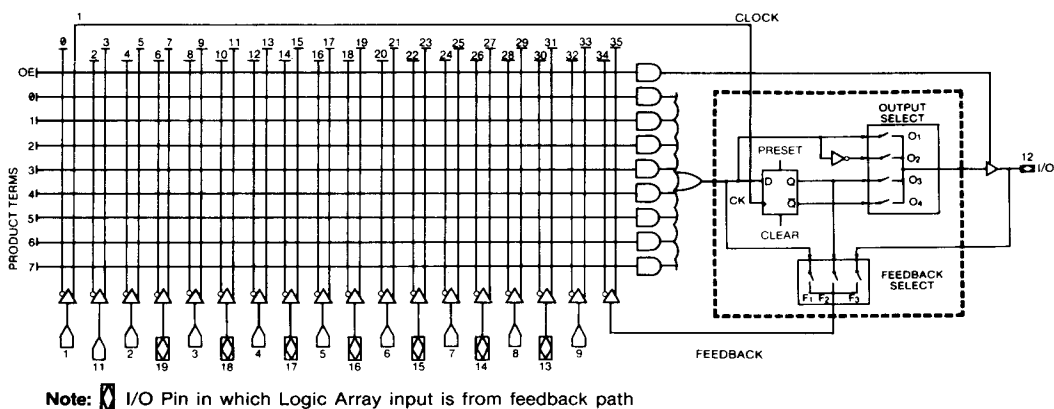 1 CLOCK
0 3 5 7 9 11 13 15 17 19 21 23 25 27 29 31 33 35
2 4 6 8 10 12 14 16 18 20 22 24 26 28 30 32 34
OE
0
1
2
3
4
5
6
7
PRODUCT TERMS
OUTPUT
SELECT
O1
O2
O3
O4
PRESET
D Q
CK Q̅
CLEAR
12
I/O
FEEDBACK
SELECT
F1 F2 F3
FEEDBACK
1 2 3 4 5 6 7 8 9
11 19 18 17 16 15 14 13
Note: I/O Pin in which Logic Array input is from feedback path